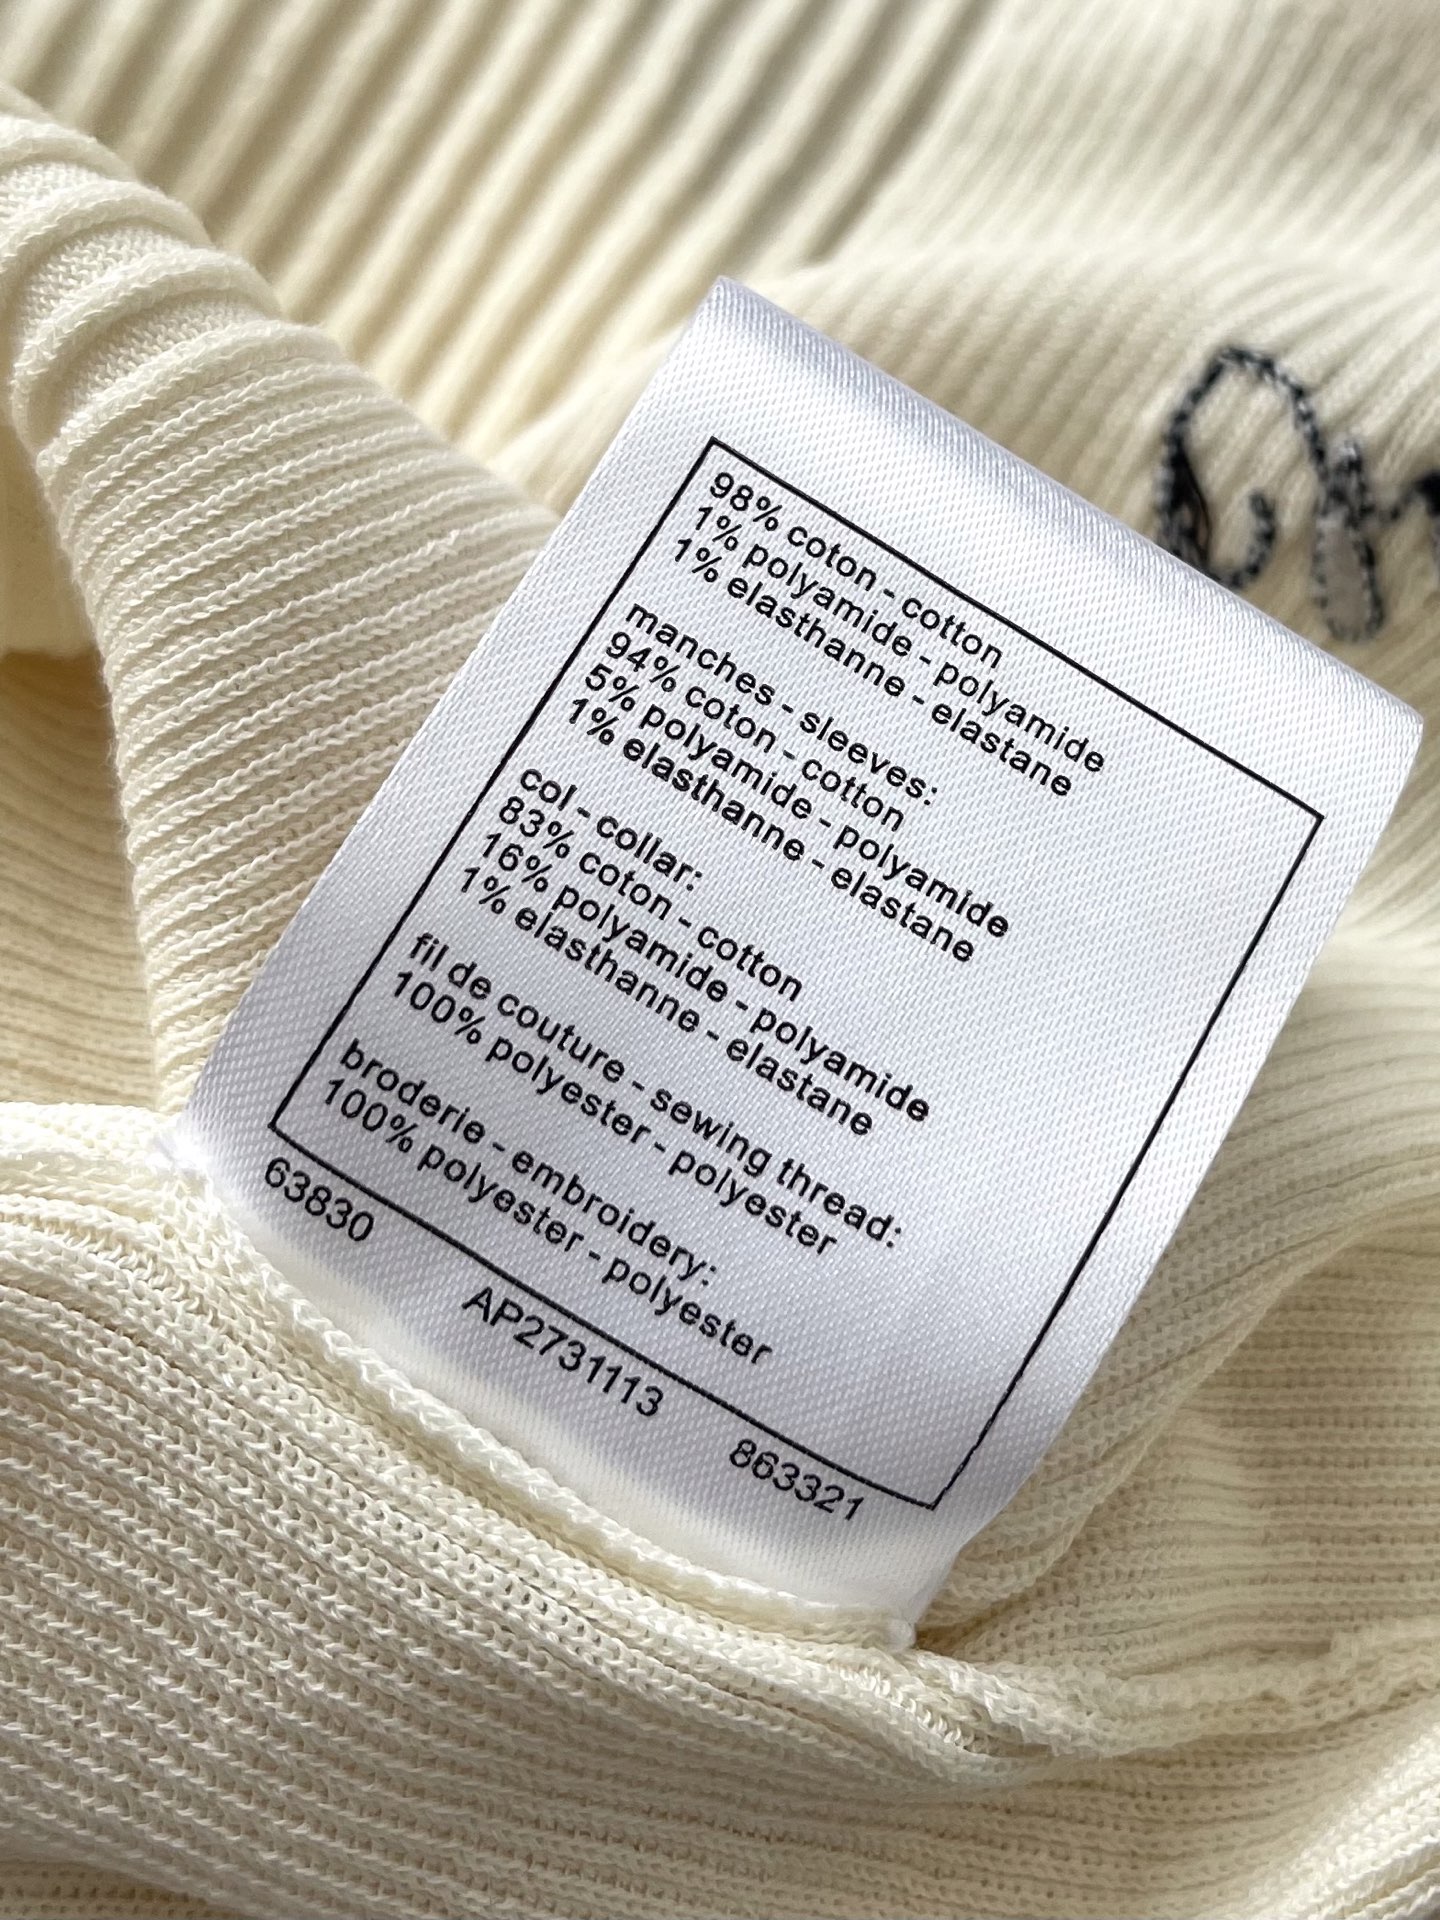 98% coton - cotton
1% polyamide - polyamide
1% elasthanne - elastane
manches - sleeves:
94% coton - cotton
5% polyamide - polyamide
1% elasthanne - elastane
col - collar:
83% coton - cotton
16% polyamide - polyamide
1% elasthanne - elastane
fil de couture - sewing thread:
100% polyester - polyester
broderie - embroidery:
100% polyester - polyester
63830 AP2731113 863321